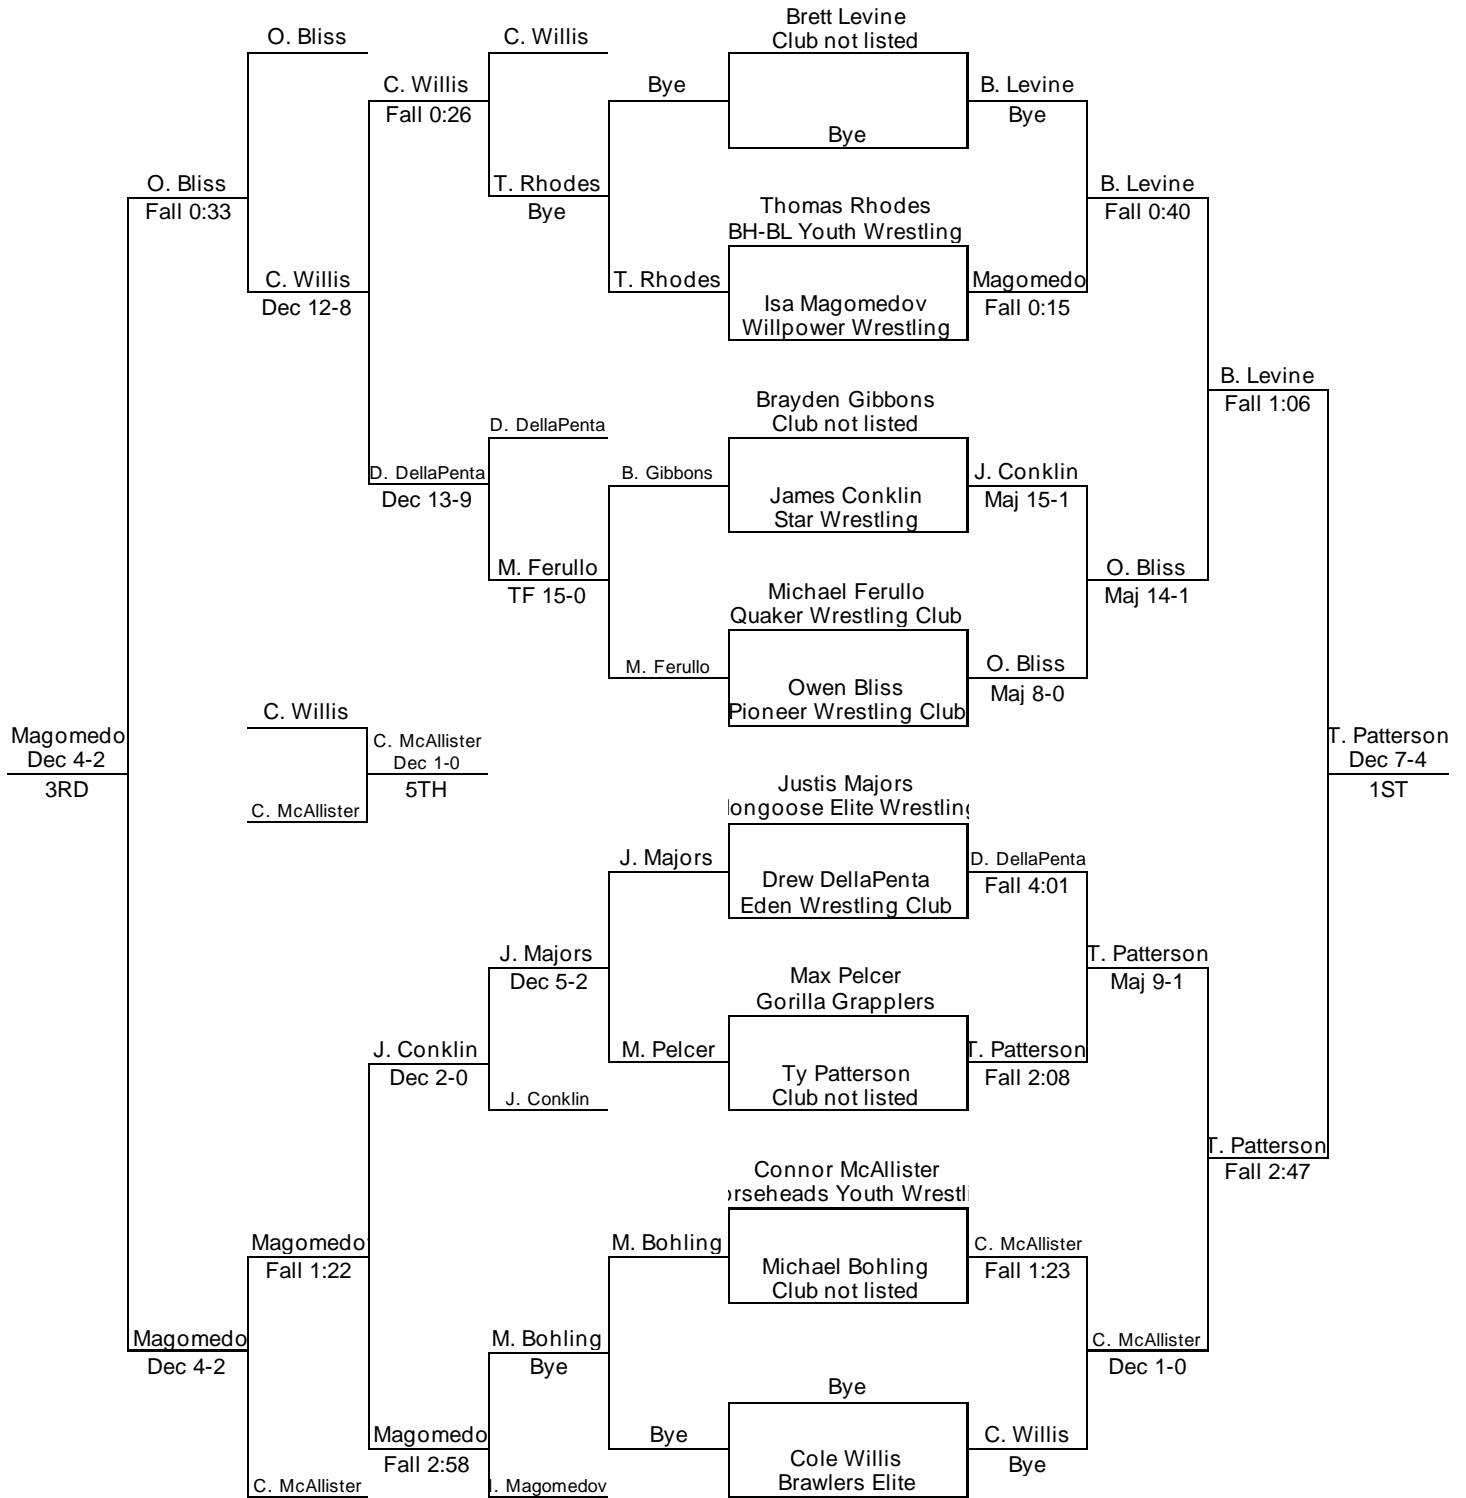 Brett Levine
Club not listed
O. Bliss
C. Willis
C. Willis
Bye
B. Levine
Fall 0:26
Bye
Bye
O. Bliss
T. Rhodes
B. Levine
Fall 0:33
Bye
Fall 0:40
Thomas Rhodes
BH-BL Youth Wrestling
C. Willis
T. Rhodes
Magomedo
Dec 12-8
Fall 0:15
Isa Magomedov
Willpower Wrestling
B. Levine
Fall 1:06
Brayden Gibbons
Club not listed
D. DellaPenta
D. DellaPenta
B. Gibbons
J. Conklin
Dec 13-9
Maj 15-1
James Conklin
Star Wrestling
M. Ferullo
O. Bliss
TF 15-0
Maj 14-1
Michael Ferullo
Quaker Wrestling Club
M. Ferullo
O. Bliss
Maj 8-0
Owen Bliss
Pioneer Wrestling Club
C. Willis
Magomedo
C. McAllister
T. Patterson
Dec 4-2
Dec 1-0
Dec 7-4
3RD
5TH
1ST
C. McAllister
Justis Majors
longoose Elite Wrestling
J. Majors
D. DellaPenta
Fall 4:01
Drew DellaPenta
Eden Wrestling Club
J. Majors
T. Patterson
Dec 5-2
Maj 9-1
Max Pelcer
Gorilla Grapplers
J. Conklin
M. Pelcer
T. Patterson
Dec 2-0
Fall 2:08
Ty Patterson
Club not listed
J. Conklin
T. Patterson
Fall 2:47
Connor McAllister
orseheads Youth Wrestli
Magomedo
M. Bohling
C. McAllister
Fall 1:22
Fall 1:23
Michael Bohling
Club not listed
Magomedo
M. Bohling
C. McAllister
Dec 4-2
Bye
Dec 1-0
Bye
Magomedo
Bye
C. Willis
Fall 2:58
Bye
Cole Willis
Brawlers Elite
C. McAllister
I. Magomedov